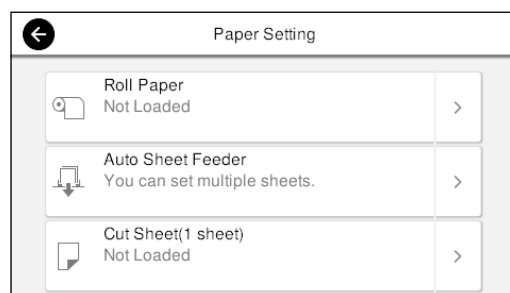 Paper Setting
Roll Paper
Not Loaded
Auto Sheet Feeder
You can set multiple sheets.
Cut Sheet(1 sheet)
Not Loaded